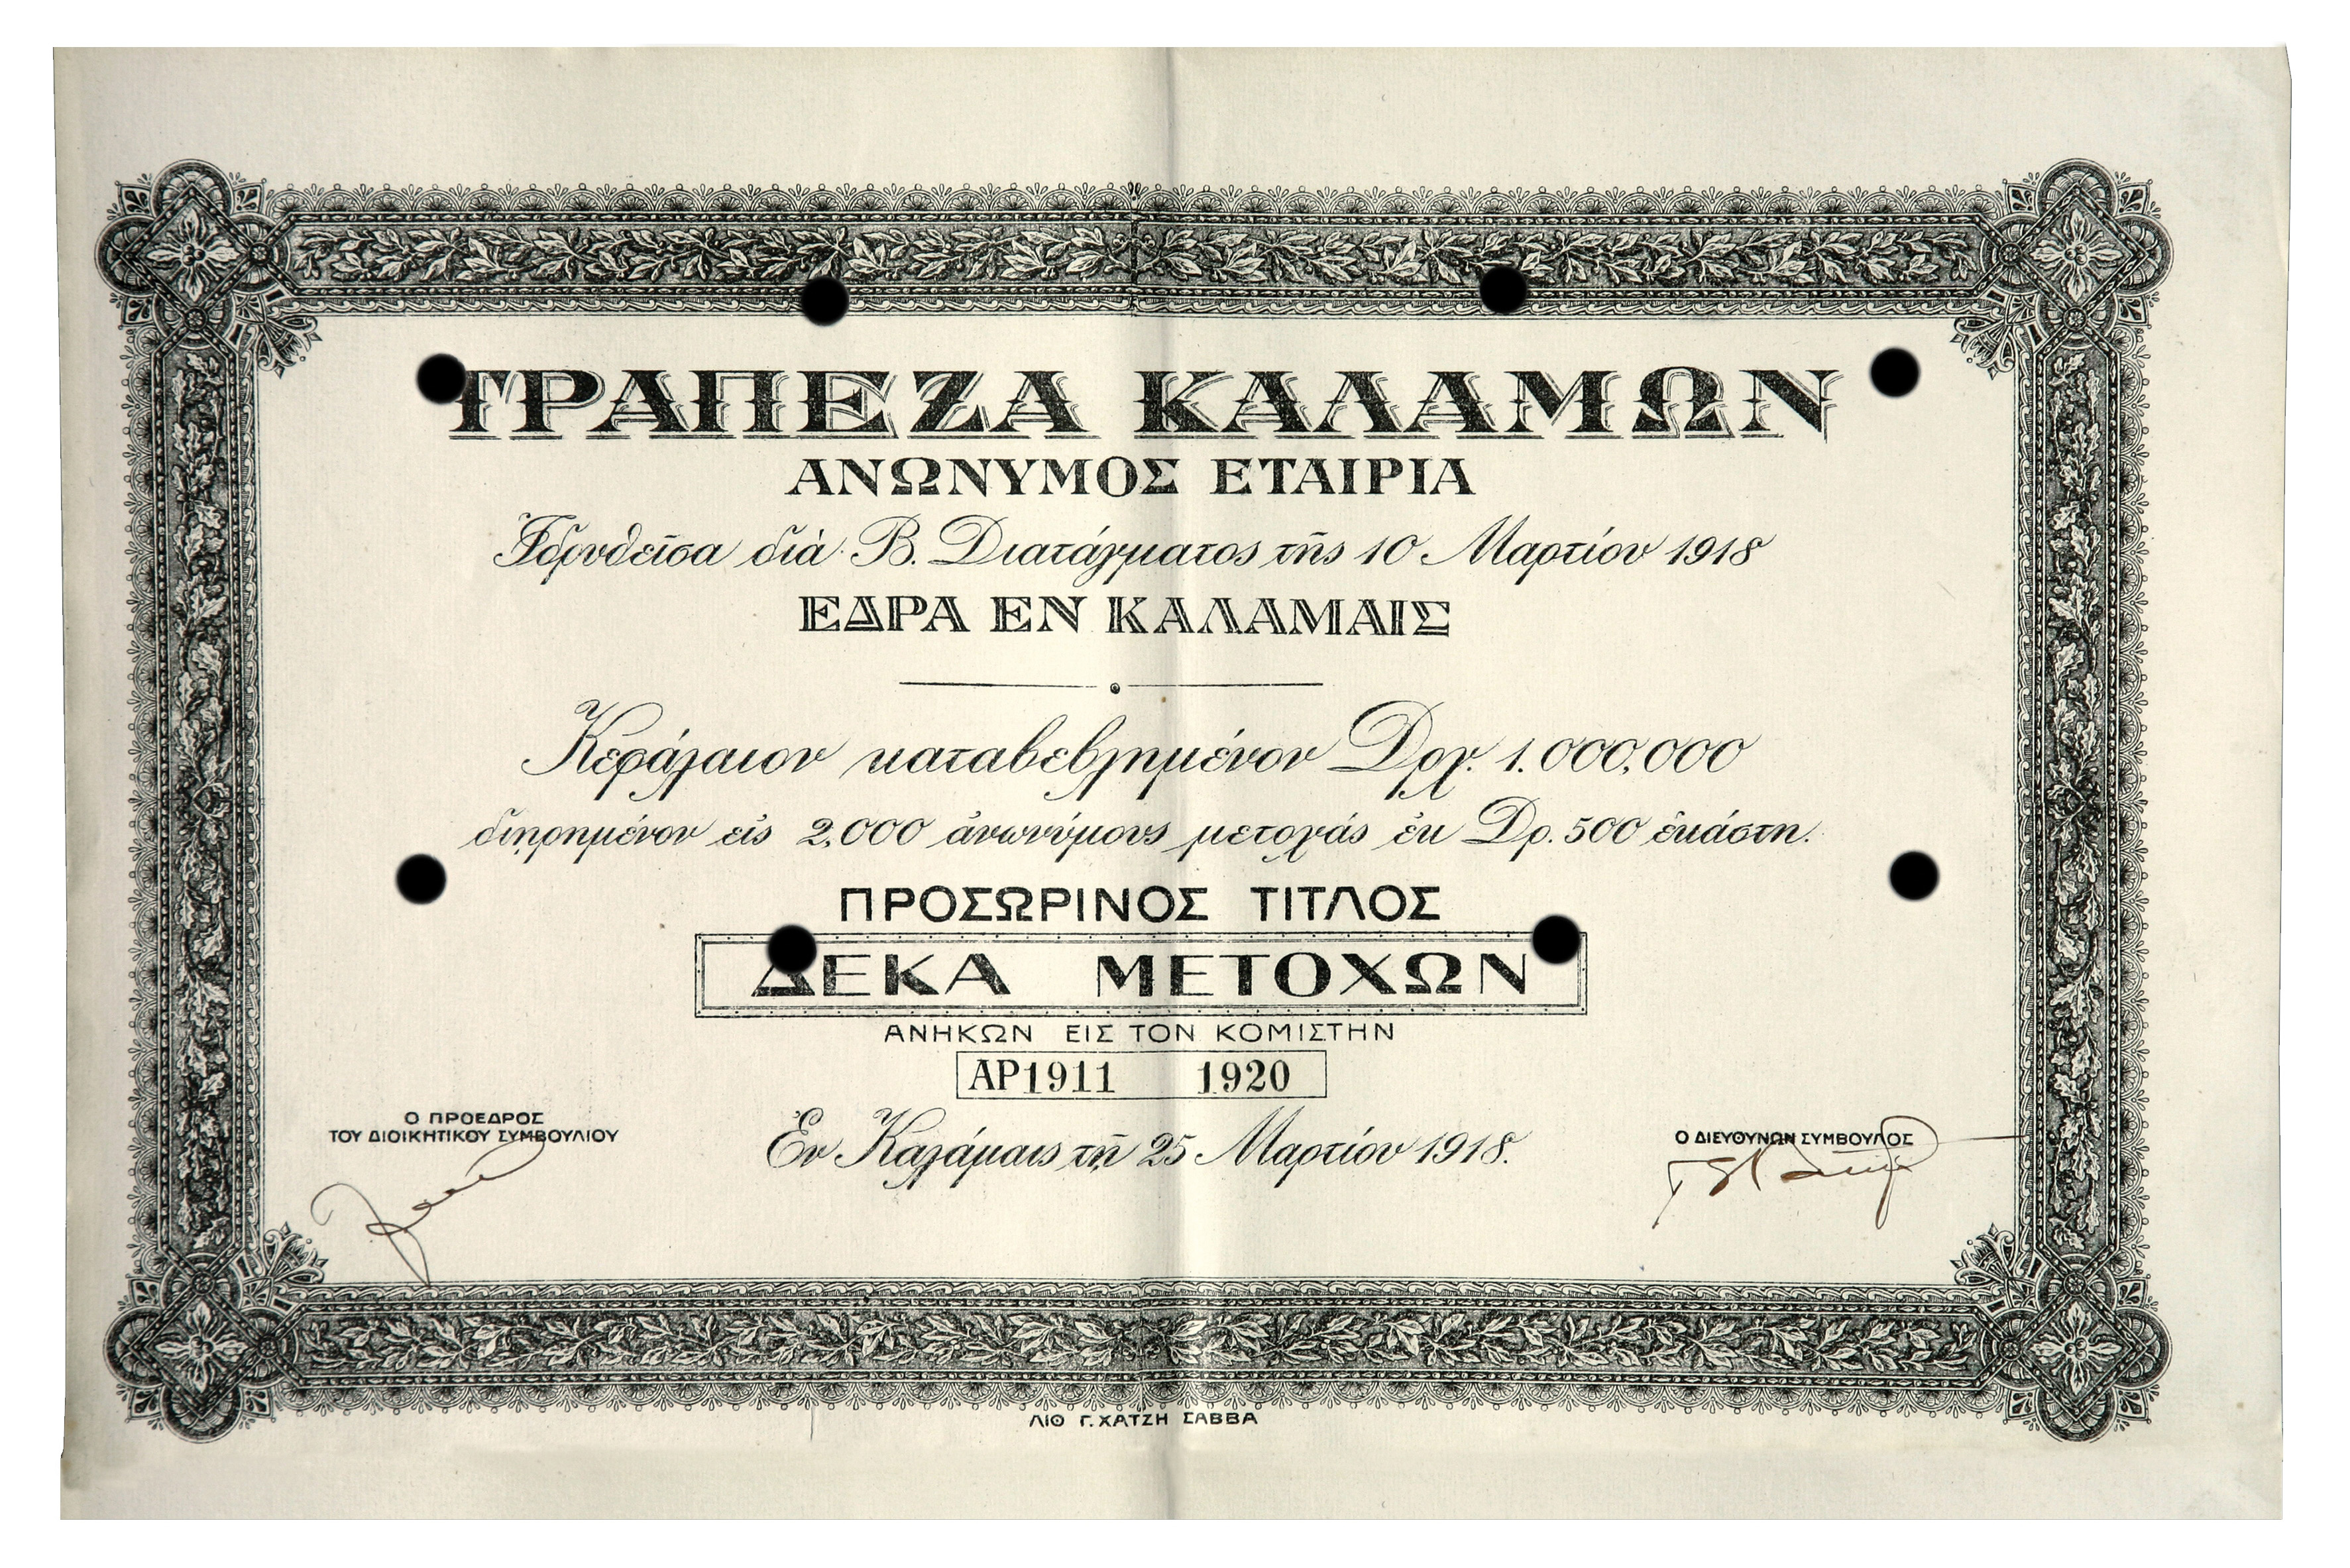 ΤΡΑΠΕΖΑ ΚΑΛΑΜΩΝ
ΑΝΩΝΥΜΟΣ ΕΤΑΙΡΙΑ
Ἱδρυθεῖσα διὰ Β. Διατάγματος τῆς 10 Μαρτίου 1918
ΕΔΡΑ ΕΝ ΚΑΛΑΜΑΙΣ
Κεφάλαιον καταβεβλημένον Δρχ. 1.000,000
διῃρημένον εἰς 2,000 ἀνωνύμους μετοχάς ἐκ Δρ. 500 ἑκάστη.
ΠΡΟΣΩΡΙΝΟΣ ΤΙΤΛΟΣ
ΔΕΚΑ ΜΕΤΟΧΩΝ
ΑΝΗΚΩΝ ΕΙΣ ΤΟΝ ΚΟΜΙΣΤΗΝ
ΑΡ1911 1920
Ἐν Καλάμαις τῇ 25 Μαρτίου 1918.
Ο ΠΡΟΕΔΡΟΣ
ΤΟΥ ΔΙΟΙΚΗΤΙΚΟΥ ΣΥΜΒΟΥΛΙΟΥ
Ο ΔΙΕΥΘΥΝΩΝ ΣΥΜΒΟΥΛΟΣ
ΛΙΘ Γ. ΧΑΤΖΗ ΣΑΒΒΑ